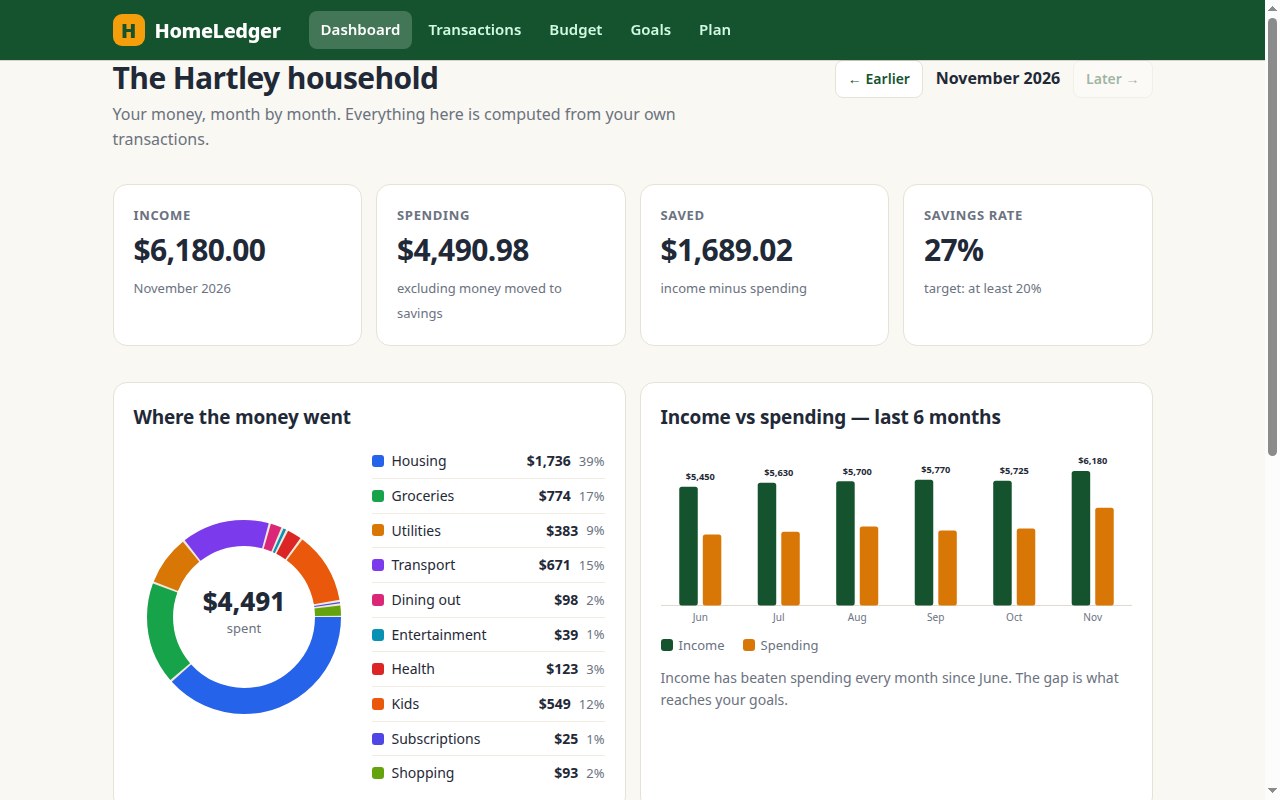 H HomeLedger Dashboard Transactions Budget Goals Plan
The Hartley household
← Earlier November 2026 Later →
Your money, month by month. Everything here is computed from your own
transactions.
INCOME
$6,180.00
November 2026
SPENDING
$4,490.98
excluding money moved to
savings
SAVED
$1,689.02
income minus spending
SAVINGS RATE
27%
target: at least 20%
Where the money went
$4,491
spent
Housing $1,736 39%
Groceries $774 17%
Utilities $383 9%
Transport $671 15%
Dining out $98 2%
Entertainment $39 1%
Health $123 3%
Kids $549 12%
Subscriptions $25 1%
Shopping $93 2%
Income vs spending — last 6 months
$5,450 $5,630 $5,700 $5,770 $5,725 $6,180
Jun Jul Aug Sep Oct Nov
Income Spending
Income has beaten spending every month since June. The gap is what
reaches your goals.